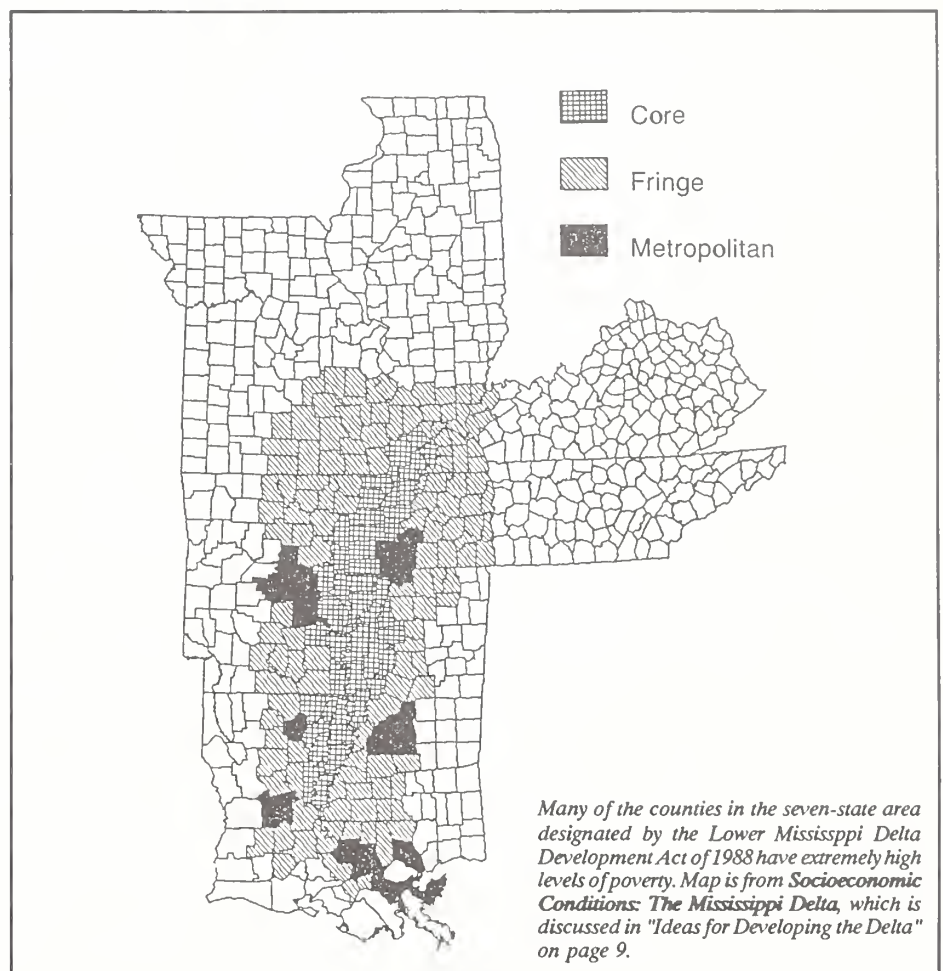 Core
Fringe
Metropolitan
Many of the counties in the seven-state area
designated by the Lower Mississppi Delta
Development Act of 1988 have extremely high
levels of poverty. Map is from Socioeconomic
Conditions: The Mississippi Delta, which is
discussed in "Ideas for Developing the Delta"
on page 9.